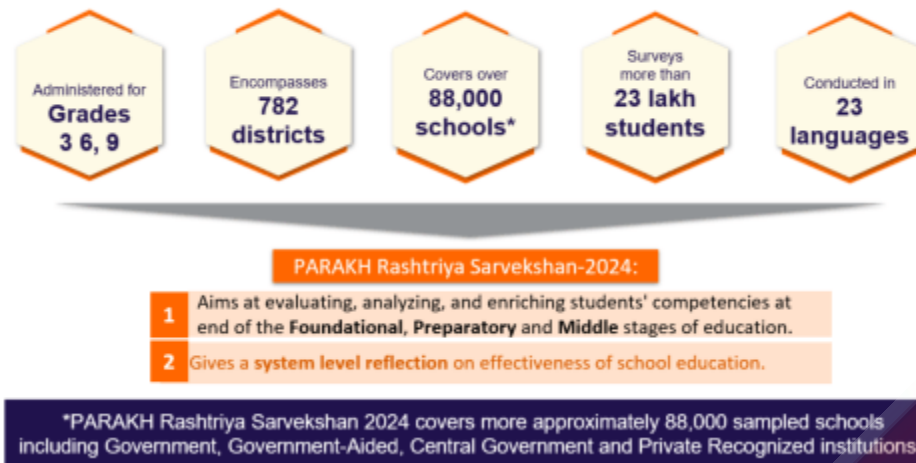 Administered for
Grades
3 6, 9
Encompasses
782
districts
Covers over
88,000
schools*
Surveys
more than
23 lakh
students
Conducted in
23
languages
PARAKH Rashtriya Sarvekshan-2024:
1 Aims at evaluating, analyzing, and enriching students' competencies at
end of the Foundational, Preparatory and Middle stages of education.
2 Gives a system level reflection on effectiveness of school education.
*PARAKH Rashtriya Sarvekshan 2024 covers more approximately 88,000 sampled schools
including Government, Government-Aided, Central Government and Private Recognized institutions